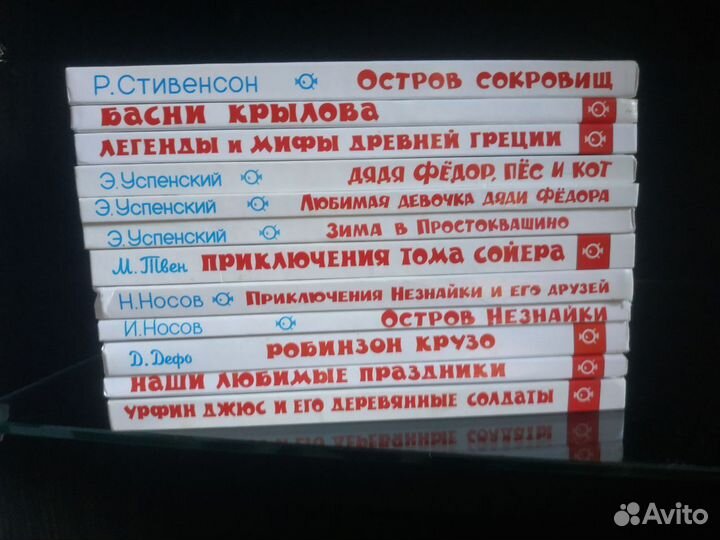 Р.Стивенсон Остров сокровищ
Басни Крылова
Легенды и мифы Древней Греции
Э.Успенский Дядя Фёдор, пёс и кот
Э.Успенский Любимая девочка дяди Фёдора
Э.Успенский Зима в Простоквашино
М.Твен Приключения Тома Сойера
Н.Носов Приключения Незнайки и его друзей
И.Носов Остров Незнайки
Д.Дефо Робинзон Крузо
Наши любимые праздники
Урфин Джюс и его деревянные солдаты
Avito